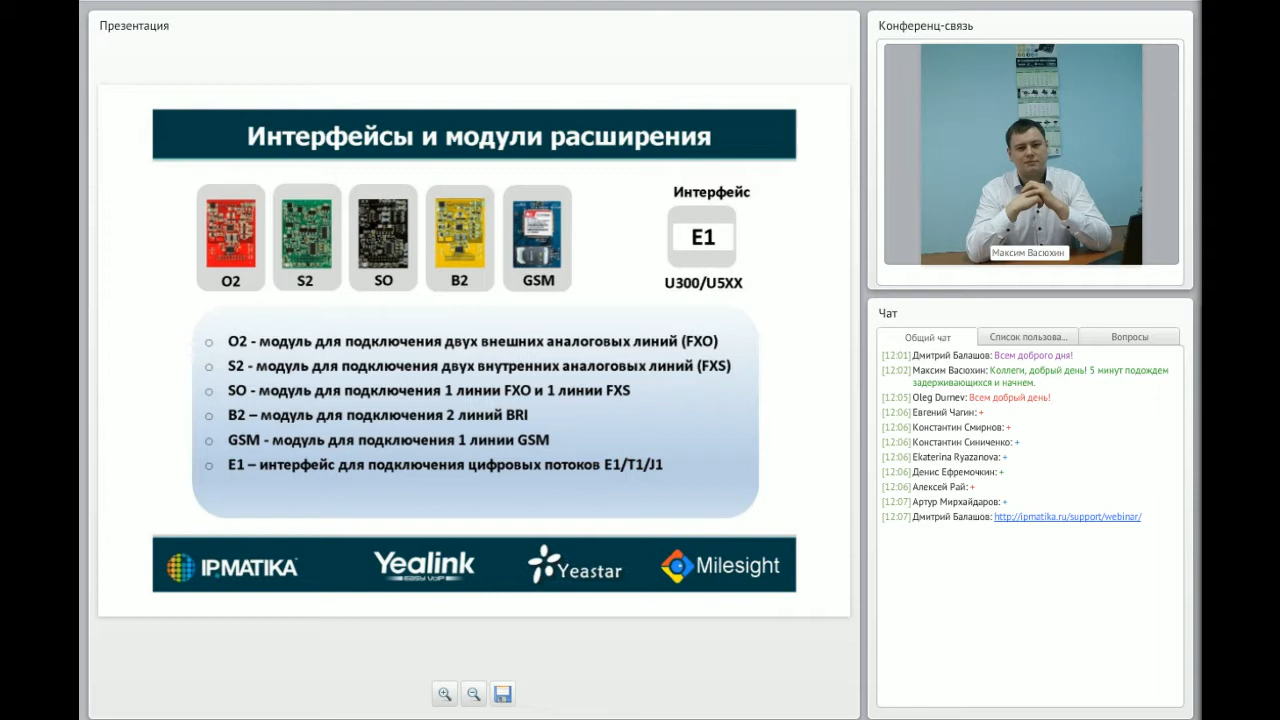 Презентация
Интерфейсы и модули расширения
Интерфейс
E1
O2
S2
SO
B2
GSM
U300/U5XX
O2 - модуль для подключения двух внешних аналоговых линий (FXO)
S2 - модуль для подключения двух внутренних аналоговых линий (FXS)
SO - модуль для подключения 1 линии FXO и 1 линии FXS
B2 – модуль для подключения 2 линий BRI
GSM - модуль для подключения 1 линии GSM
E1 – интерфейс для подключения цифровых потоков E1/T1/J1
IPMATIKA
Yealink
EASY VoIP
Yeastar
Milesight
Конференц-связь
Максим Васюхин
Чат
Общий чат
Список пользова...
Вопросы
[12:01] Дмитрий Балашов: Всем доброго дня!
[12:02] Максим Васюхин: Коллеги, добрый день! 5 минут подождем
задерживающихся и начнем.
[12:05] Oleg Durnev: Всем добрый день!
[12:06] Евгений Чагин: +
[12:06] Константин Смирнов: +
[12:06] Константин Синиченко: +
[12:06] Ekaterina Ryazanova: +
[12:06] Денис Ефремочкин: +
[12:06] Алексей Рай: +
[12:07] Артур Мирхайдаров: +
[12:07] Дмитрий Балашов: http://ipmatika.ru/support/webinar/